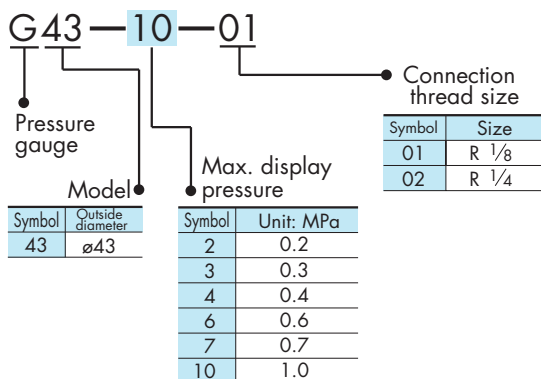 G43 — 10 — 01
Pressure
gauge
Model
Symbol Outside diameter
43 ø43
Max. display
pressure
Symbol Unit: MPa
2 0.2
3 0.3
4 0.4
6 0.6
7 0.7
10 1.0
Connection
thread size
Symbol Size
01 R 1/8
02 R 1/4